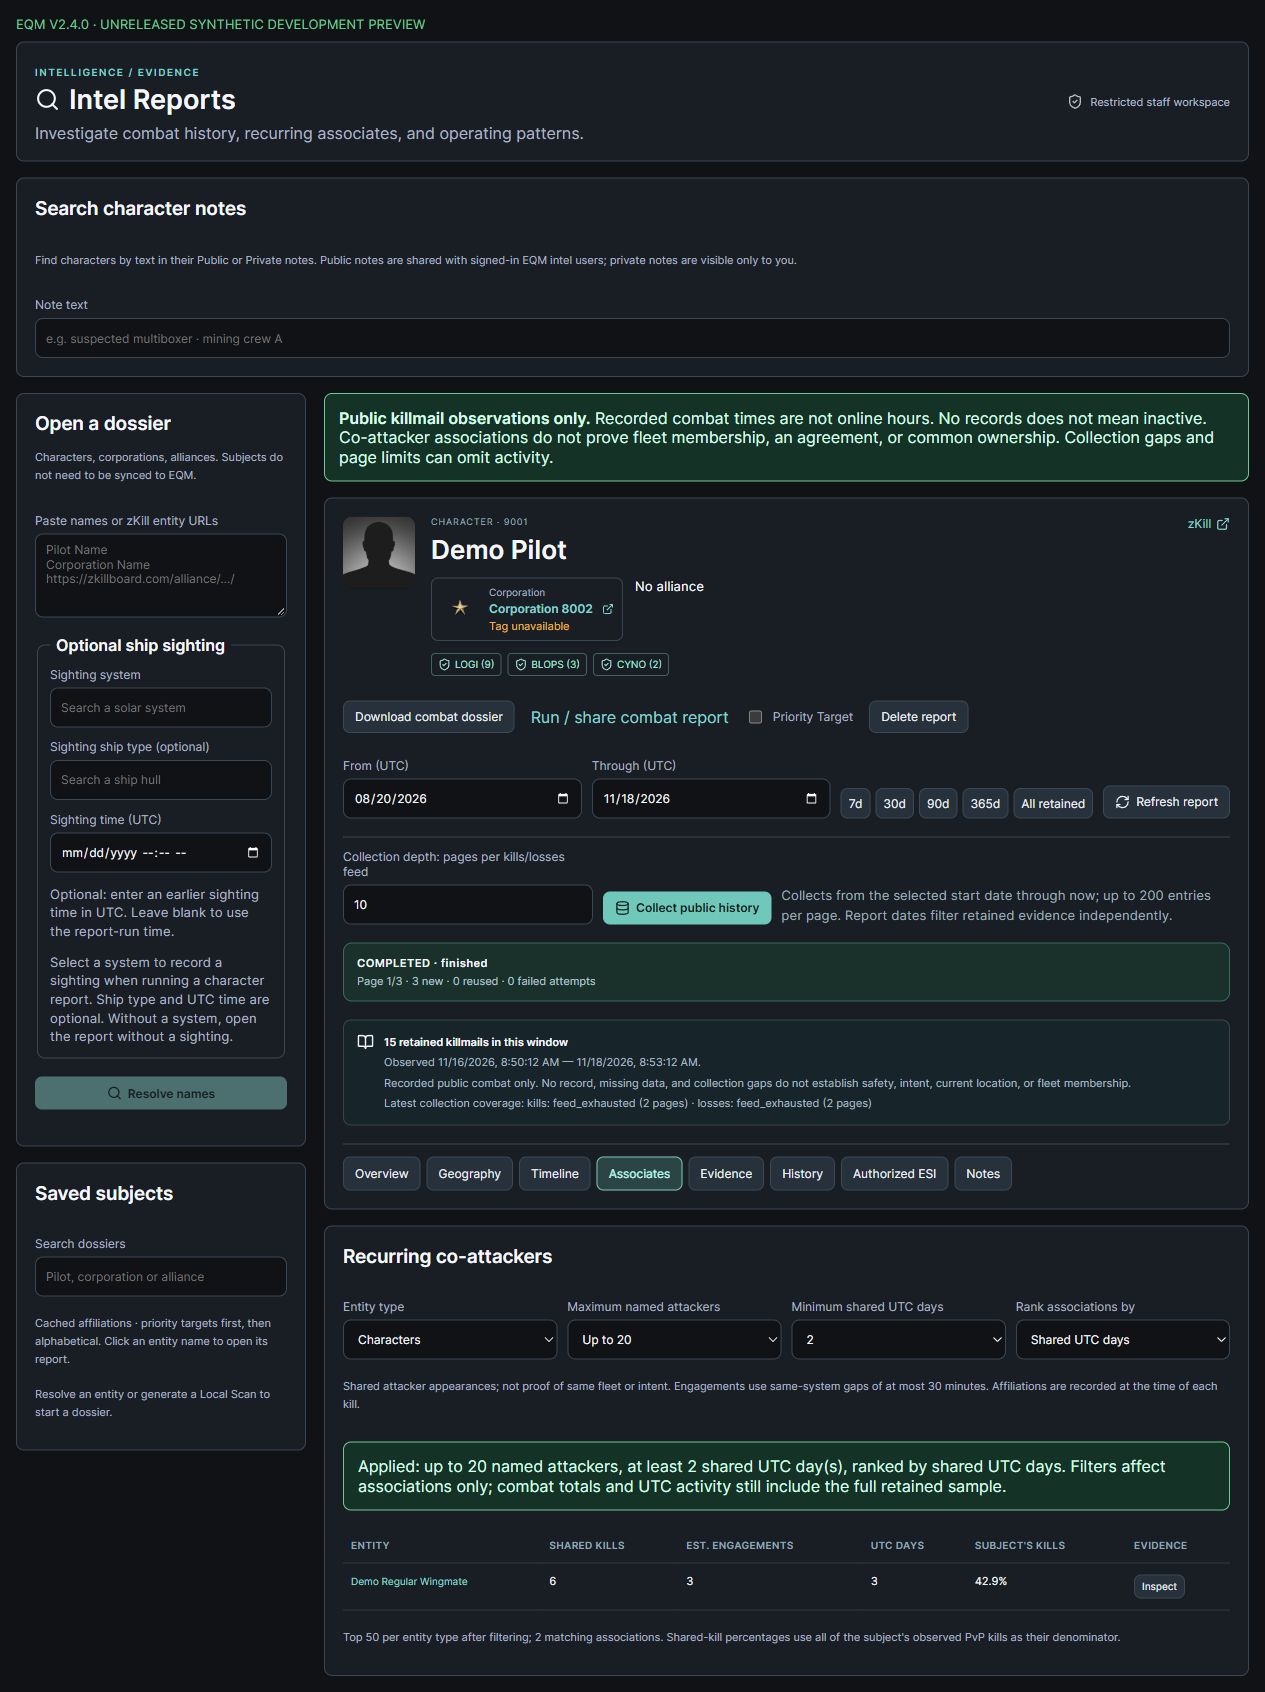 EQM V2.4.0 · UNRELEASED SYNTHETIC DEVELOPMENT PREVIEW
INTELLIGENCE / EVIDENCE
Intel Reports
Restricted staff workspace
Investigate combat history, recurring associates, and operating patterns.
Search character notes
Find characters by text in their Public or Private notes. Public notes are shared with signed-in EQM intel users; private notes are visible only to you.
Note text
e.g. suspected multiboxer · mining crew A
Open a dossier
Characters, corporations, alliances. Subjects do
not need to be synced to EQM.
Paste names or zKill entity URLs
Pilot Name
Corporation Name
https://zkillboard.com/alliance/.../
Optional ship sighting
Sighting system
Search a solar system
Sighting ship type (optional)
Search a ship hull
Sighting time (UTC)
mm/dd/yyyy --:-- --
Optional: enter an earlier sighting
time in UTC. Leave blank to use
the report-run time.
Select a system to record a
sighting when running a character
report. Ship type and UTC time are
optional. Without a system, open
the report without a sighting.
Resolve names
Saved subjects
Search dossiers
Pilot, corporation or alliance
Cached affiliations · priority targets first, then
alphabetical. Click an entity name to open its
report.
Resolve an entity or generate a Local Scan to
start a dossier.
Public killmail observations only. Recorded combat times are not online hours. No records does not mean inactive.
Co-attacker associations do not prove fleet membership, an agreement, or common ownership. Collection gaps and
page limits can omit activity.
CHARACTER · 9001
zKill
Demo Pilot
Corporation
Corporation 8002
Tag unavailable
No alliance
LOGI (9) BLOPS (3) CYNO (2)
Download combat dossier Run / share combat report Priority Target Delete report
From (UTC) Through (UTC)
08/20/2026 11/18/2026 7d 30d 90d 365d All retained Refresh report
Collection depth: pages per kills/losses
feed
10 Collect public history
Collects from the selected start date through now; up to 200 entries
per page. Report dates filter retained evidence independently.
COMPLETED · finished
Page 1/3 · 3 new · 0 reused · 0 failed attempts
15 retained killmails in this window
Observed 11/16/2026, 8:50:12 AM — 11/18/2026, 8:53:12 AM.
Recorded public combat only. No record, missing data, and collection gaps do not establish safety, intent, current location, or fleet membership.
Latest collection coverage: kills: feed_exhausted (2 pages) · losses: feed_exhausted (2 pages)
Overview Geography Timeline Associates Evidence History Authorized ESI Notes
Recurring co-attackers
Entity type Maximum named attackers Minimum shared UTC days Rank associations by
Characters Up to 20 2 Shared UTC days
Shared attacker appearances; not proof of same fleet or intent. Engagements use same-system gaps of at most 30 minutes. Affiliations are recorded at the time of each
kill.
Applied: up to 20 named attackers, at least 2 shared UTC day(s), ranked by shared UTC days. Filters affect
associations only; combat totals and UTC activity still include the full retained sample.
ENTITY SHARED KILLS EST. ENGAGEMENTS UTC DAYS SUBJECT'S KILLS EVIDENCE
Demo Regular Wingmate 6 3 3 42.9% Inspect
Top 50 per entity type after filtering; 2 matching associations. Shared-kill percentages use all of the subject's observed PvP kills as their denominator.